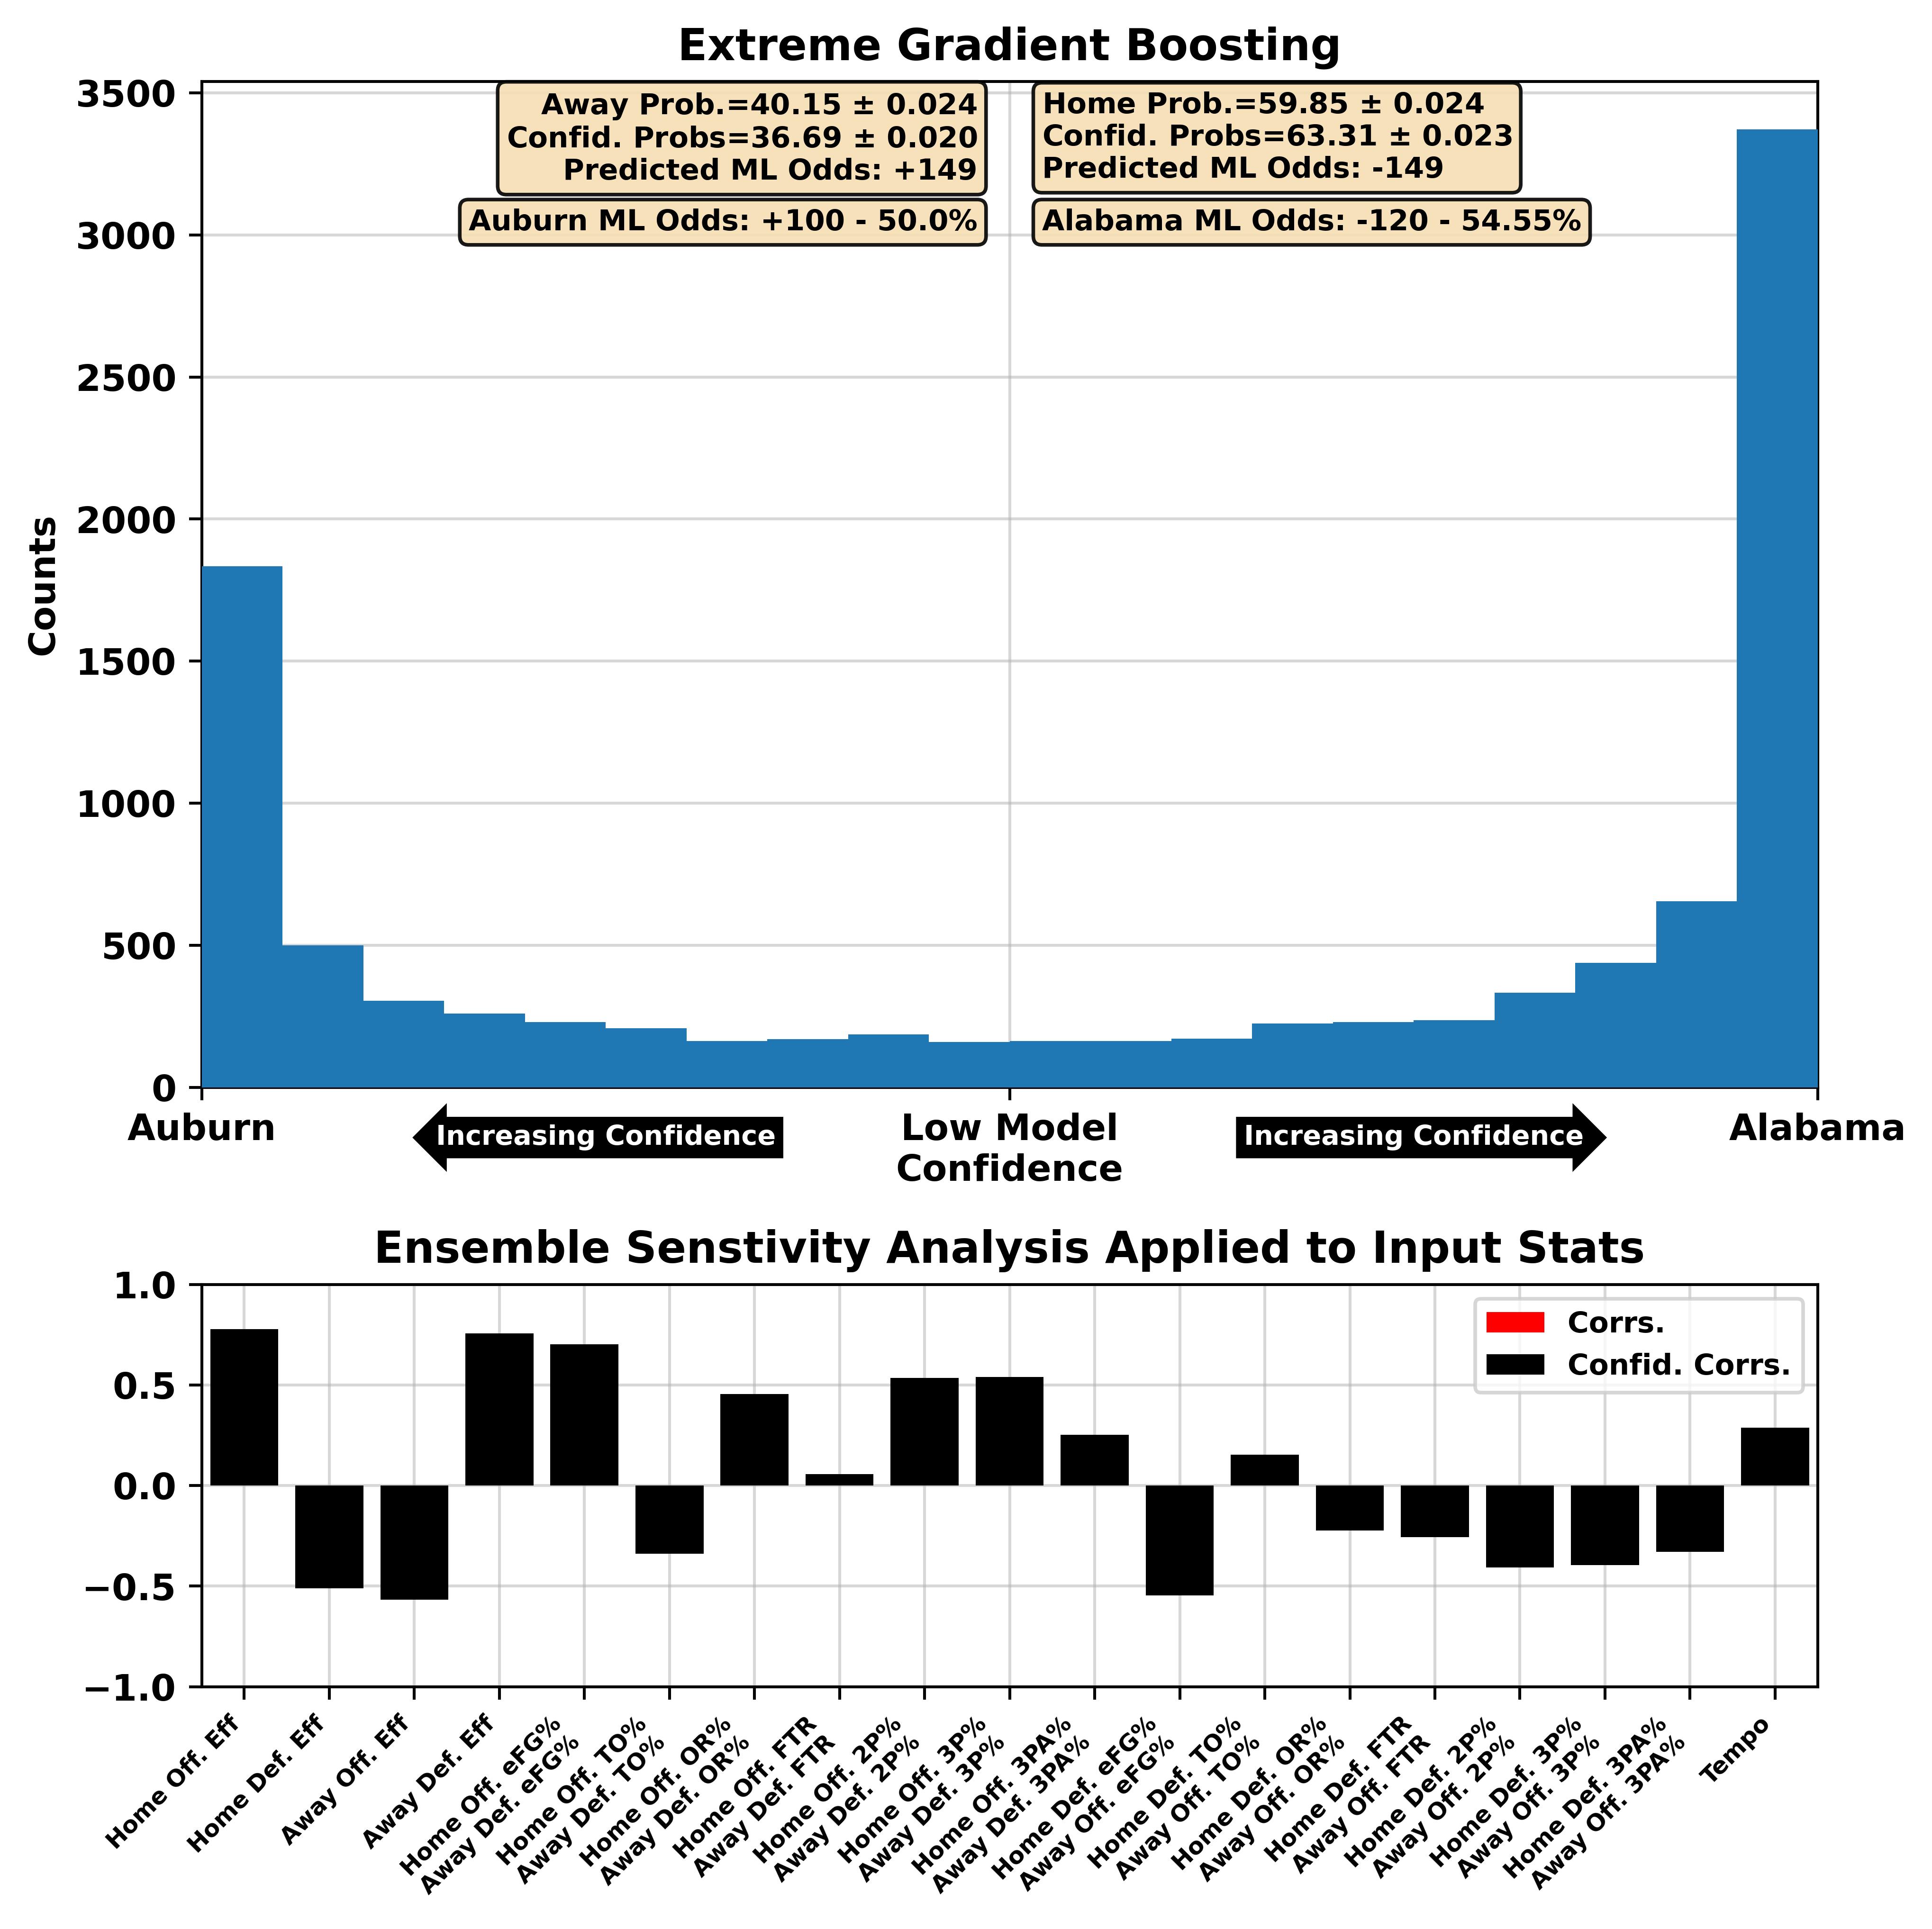 Extreme Gradient Boosting
Away Prob.=40.15 ± 0.024
Confid. Probs=36.69 ± 0.020
Predicted ML Odds: +149
Home Prob.=59.85 ± 0.024
Confid. Probs=63.31 ± 0.023
Predicted ML Odds: -149
Auburn ML Odds: +100 - 50.0%
Alabama ML Odds: -120 - 54.55%
Counts
3500
3000
2500
2000
1500
1000
500
0
Auburn
Increasing Confidence
Low Model
Confidence
Increasing Confidence
Alabama
Ensemble Senstivity Analysis Applied to Input Stats
1.0
0.5
0.0
−0.5
−1.0
Corrs.
Confid. Corrs.
Home Off. Eff
Home Def. Eff
Away Off. Eff
Away Def. Eff
Home Off. eFG%
Away Def. eFG%
Home Off. TO%
Away Def. TO%
Home Off. OR%
Away Def. OR%
Home Off. FTR
Away Def. FTR
Home Off. 2P%
Away Def. 2P%
Home Off. 3P%
Away Def. 3P%
Home Off. 3PA%
Away Def. 3PA%
Home Def. eFG%
Away Off. eFG%
Home Def. TO%
Away Off. TO%
Home Def. OR%
Away Off. OR%
Home Def. FTR
Away Off. FTR
Home Def. 2P%
Away Off. 2P%
Home Def. 3P%
Away Off. 3P%
Home Def. 3PA%
Away Off. 3PA%
Tempo